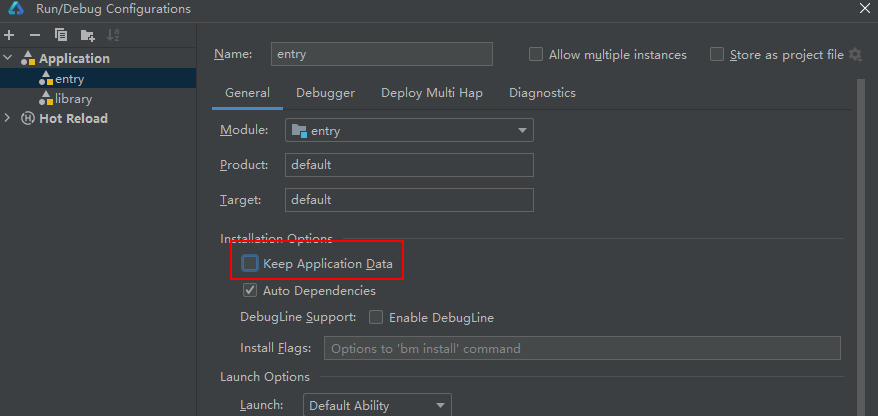 Run/Debug Configurations
Name: entry Allow multiple instances Store as project file
Application
entry
library
Hot Reload
General Debugger Deploy Multi Hap Diagnostics
Module: entry
Product: default
Target: default
Installation Options
Keep Application Data
Auto Dependencies
DebugLine Support: Enable DebugLine
Install Flags: Options to 'bm install' command
Launch Options
Launch: Default Ability